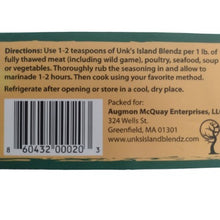 Directions: Use 1-2 teaspoons of Unk's Island Blendz per 1 lb. of
fully thawed meat (including wild game), poultry, seafood, soup
or vegetables. Thoroughly rub the seasoning in and allow to
marinade 1-2 hours. Then cook using your favorite method.
Refrigerate after opening or store in a cool, dry place.
Packed for:
Augmon McQuay Enterprises, LL
324 Wells St.
Greenfield, MA 01301
www.unksislandblendz.com
8 60432 00020 3